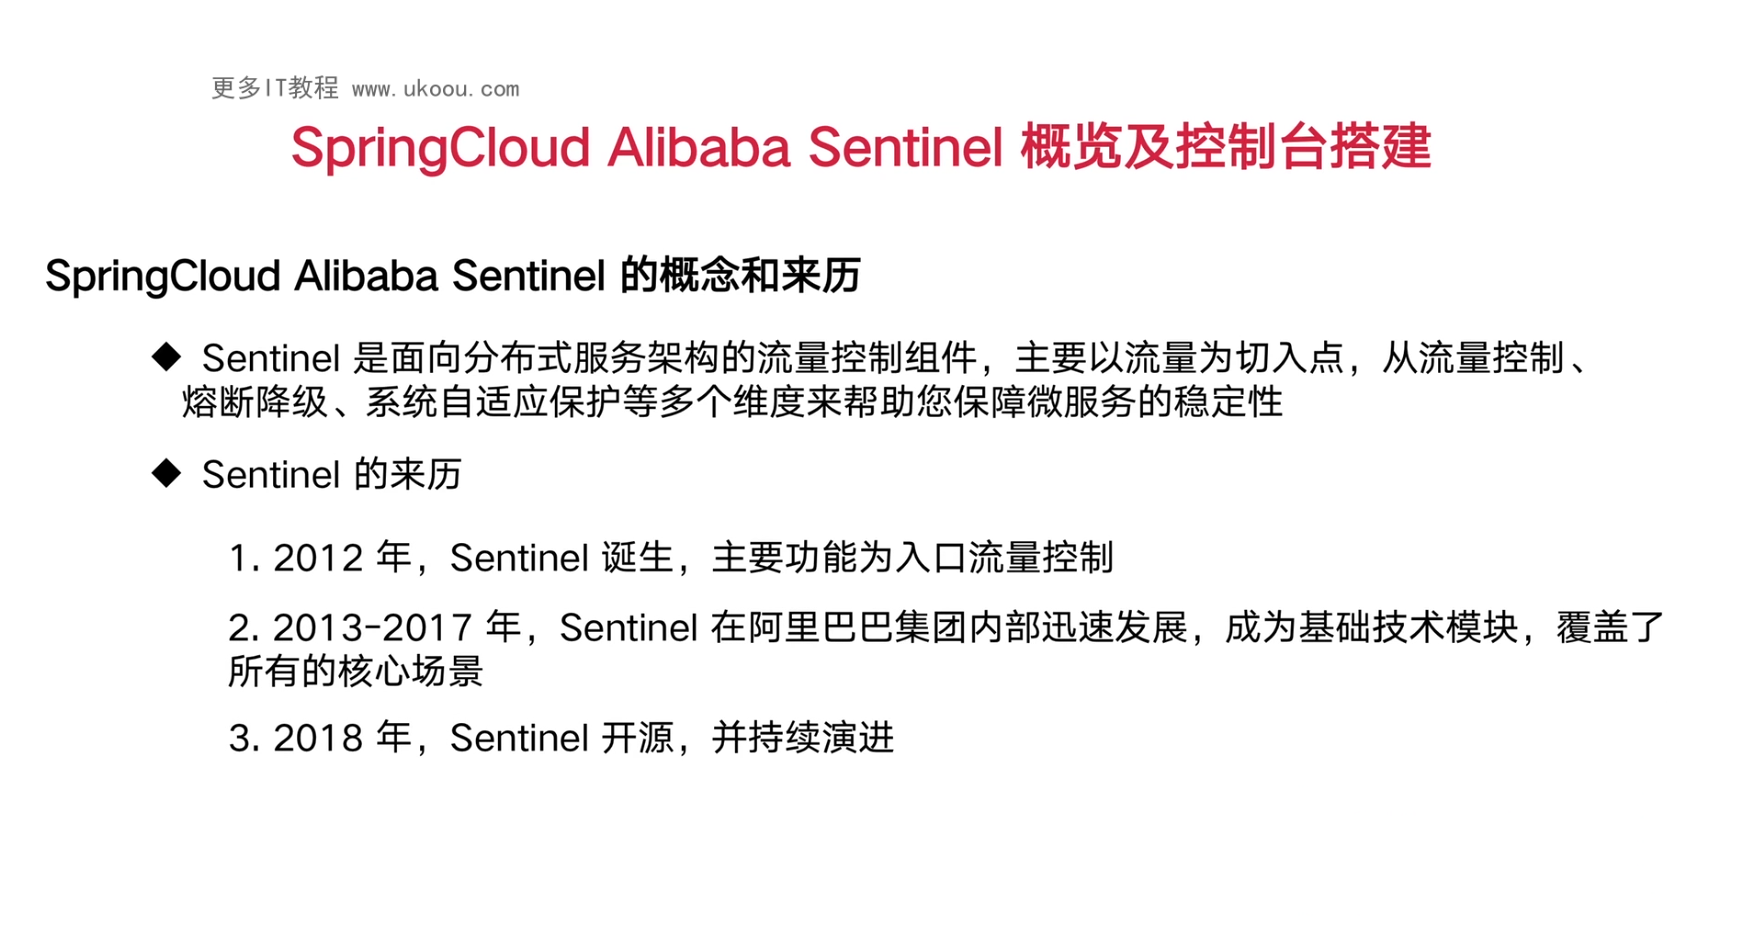 更多IT教程 www.ukoou.com
SpringCloud Alibaba Sentinel 概览及控制台搭建
SpringCloud Alibaba Sentinel 的概念和来历
◆ Sentinel 是面向分布式服务架构的流量控制组件，主要以流量为切入点，从流量控制、
熔断降级、系统自适应保护等多个维度来帮助您保障微服务的稳定性
◆ Sentinel 的来历
1. 2012 年，Sentinel 诞生，主要功能为入口流量控制
2. 2013-2017 年，Sentinel 在阿里巴巴集团内部迅速发展，成为基础技术模块，覆盖了
所有的核心场景
3. 2018 年，Sentinel 开源，并持续演进